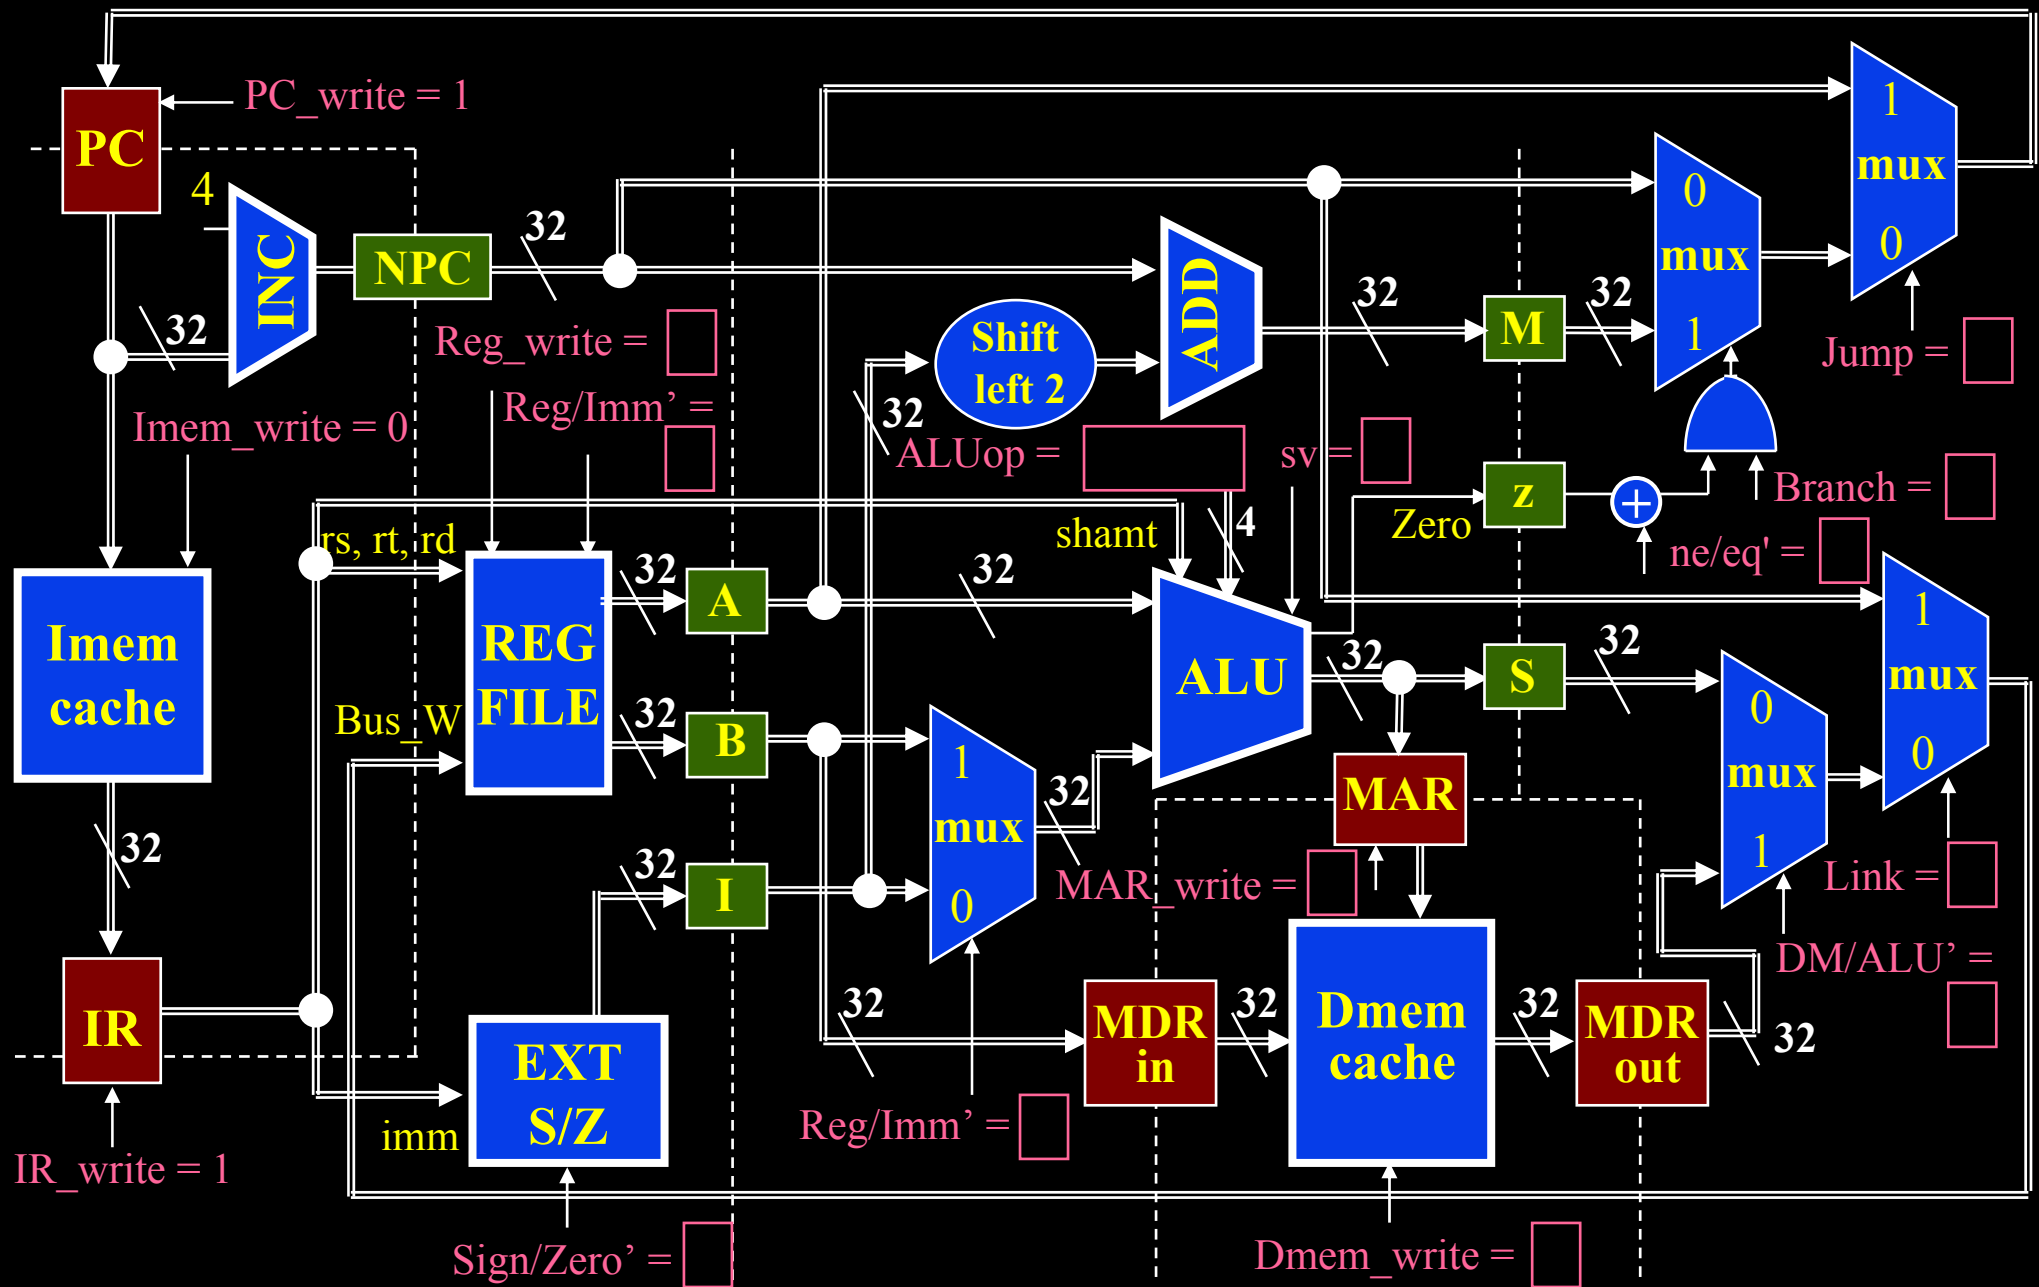 PC_write = 1
PC
4
INC
32
NPC
32
Reg_write =
Reg/Imm’ =
Imem_write = 0
Imem
cache
32
IR
IR_write = 1
rs, rt, rd
Bus_W
REG
FILE
imm
EXT
S/Z
Sign/Zero’ =
32
A
32
B
32
I
32
Shift
left 2
ADD
32
M
32
0
mux
1
1
mux
0
Jump =
ALUop =
sv =
shamt
4
32
ALU
Zero
z
+
Branch =
ne/eq'  =
1
mux
0
32
Reg/Imm’ =
32
S
32
MAR
MAR_write =
0
mux
1
1
mux
0
Link =
DM/ALU’ =
32
MDR
in
32
Dmem
cache
32
MDR
out
32
Dmem_write =